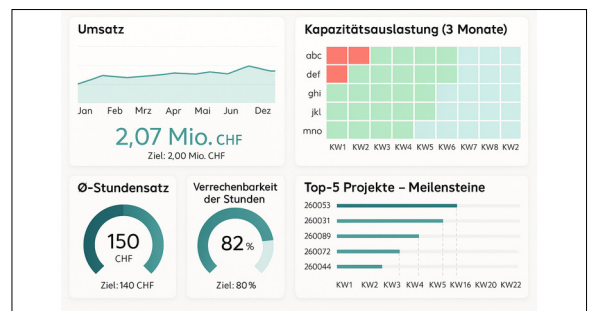 Umsatz
Jan Feb Mrz Apr Mai Jun Dez
2,07 Mio. CHF
Ziel: 2,00 Mio. CHF
Kapazitätsauslastung (3 Monate)
abc
def
ghi
jkl
mno
KW1 KW2 KW3 KW4 KW5 KW6 KW7 KW8 KW2
Ø-Stundensatz
150
CHF
Ziel: 140 CHF
Verrechenbarkeit
der Stunden
82 %
Ziel: 80 %
Top-5 Projekte – Meilensteine
260053
260031
260089
260072
260044
KW1 KW2 KW3 KW4 KW5 KW16 KW20 KW22